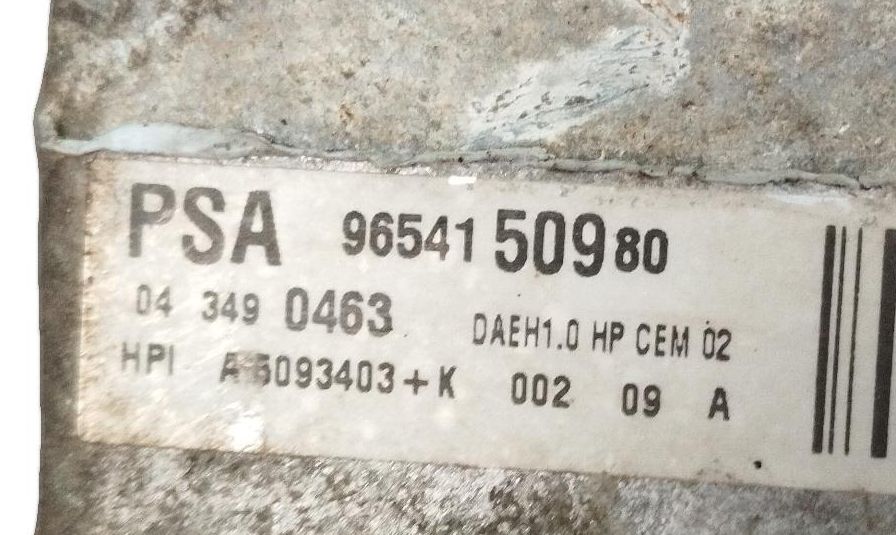 PSA 96541 509 80
04 349 0463 DAEH1.0 HP CEM 02
HPI A 5093403+K 002 09 A